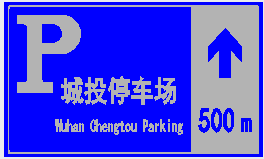 P
城投停车场
Wuhan Chengtou Parking
500 m